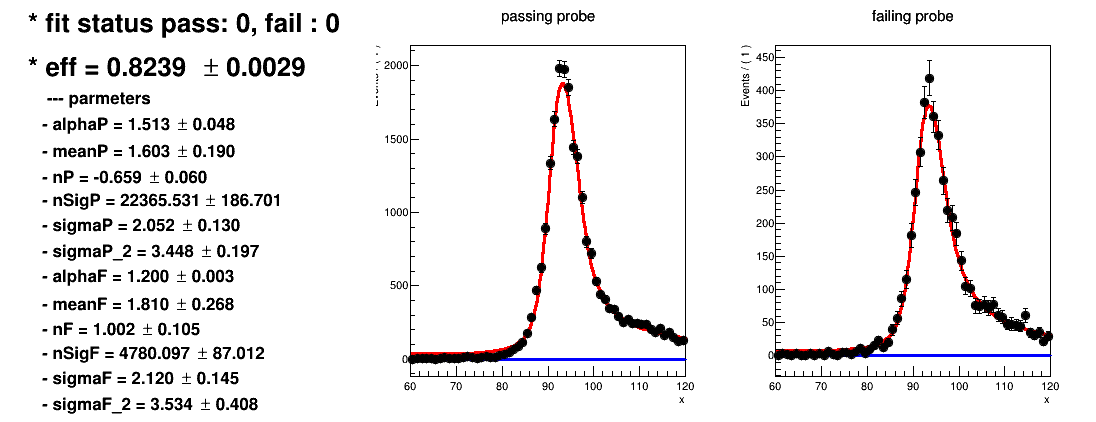 * fit status pass: 0, fail : 0
* eff = 0.8239 ± 0.0029
--- parmeters
- alphaP = 1.513 ± 0.048
- meanP = 1.603 ± 0.190
- nP = -0.659 ± 0.060
- nSigP = 22365.531 ± 186.701
- sigmaP = 2.052 ± 0.130
- sigmaP_2 = 3.448 ± 0.197
- alphaF = 1.200 ± 0.003
- meanF = 1.810 ± 0.268
- nF = 1.002 ± 0.105
- nSigF = 4780.097 ± 87.012
- sigmaF = 2.120 ± 0.145
- sigmaF_2 = 3.534 ± 0.408
passing probe
Events / ( 1 )
2000
1500
1000
500
0
60 70 80 90 100 110 120
x
failing probe
Events / ( 1 )
450
400
350
300
250
200
150
100
50
0
60 70 80 90 100 110 120
x